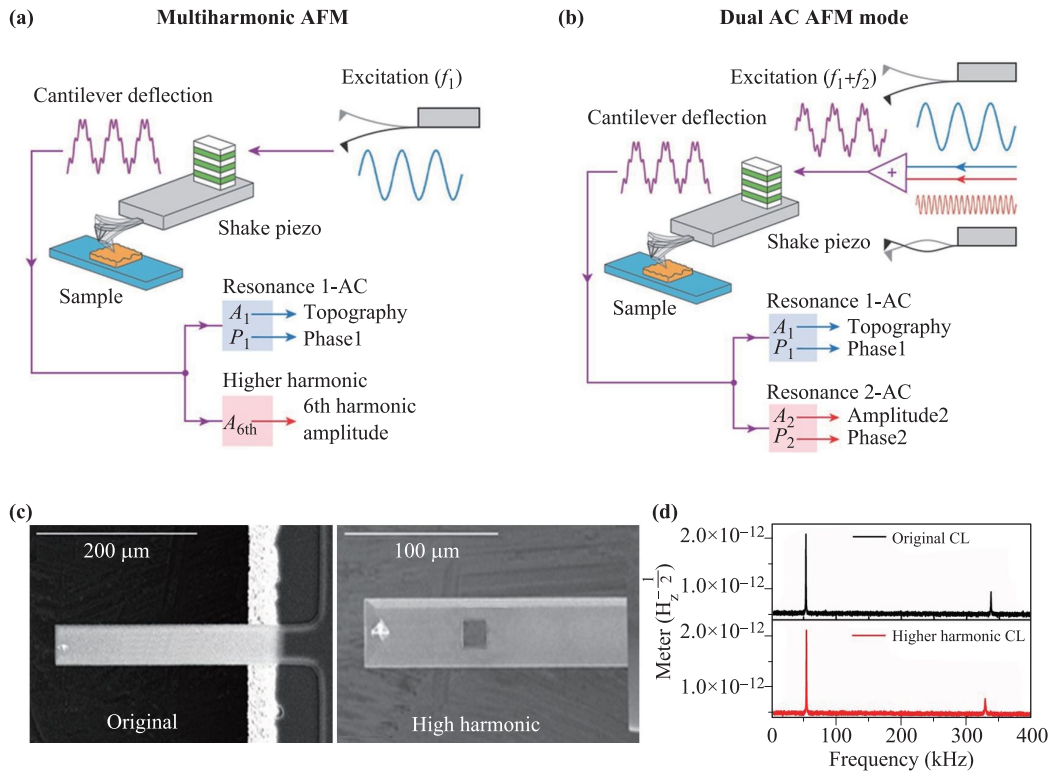 (a) Multiharmonic AFM
Excitation (f₁)
Cantilever deflection
Shake piezo
Sample
Resonance 1-AC
A₁ Topography
P₁ Phase1
Higher harmonic
A₆th 6th harmonic
amplitude
(b) Dual AC AFM mode
Excitation (f₁+f₂)
Cantilever deflection
+
Shake piezo
Sample
Resonance 1-AC
A₁ Topography
P₁ Phase1
Resonance 2-AC
A₂ Amplitude2
P₂ Phase2
(c)
200 μm
Original
100 μm
High harmonic
(d)
Meter (Hz^-1/2)
2.0×10⁻¹²
1.0×10⁻¹²
Original CL
2.0×10⁻¹²
1.0×10⁻¹²
Higher harmonic CL
0 100 200 300 400
Frequency (kHz)